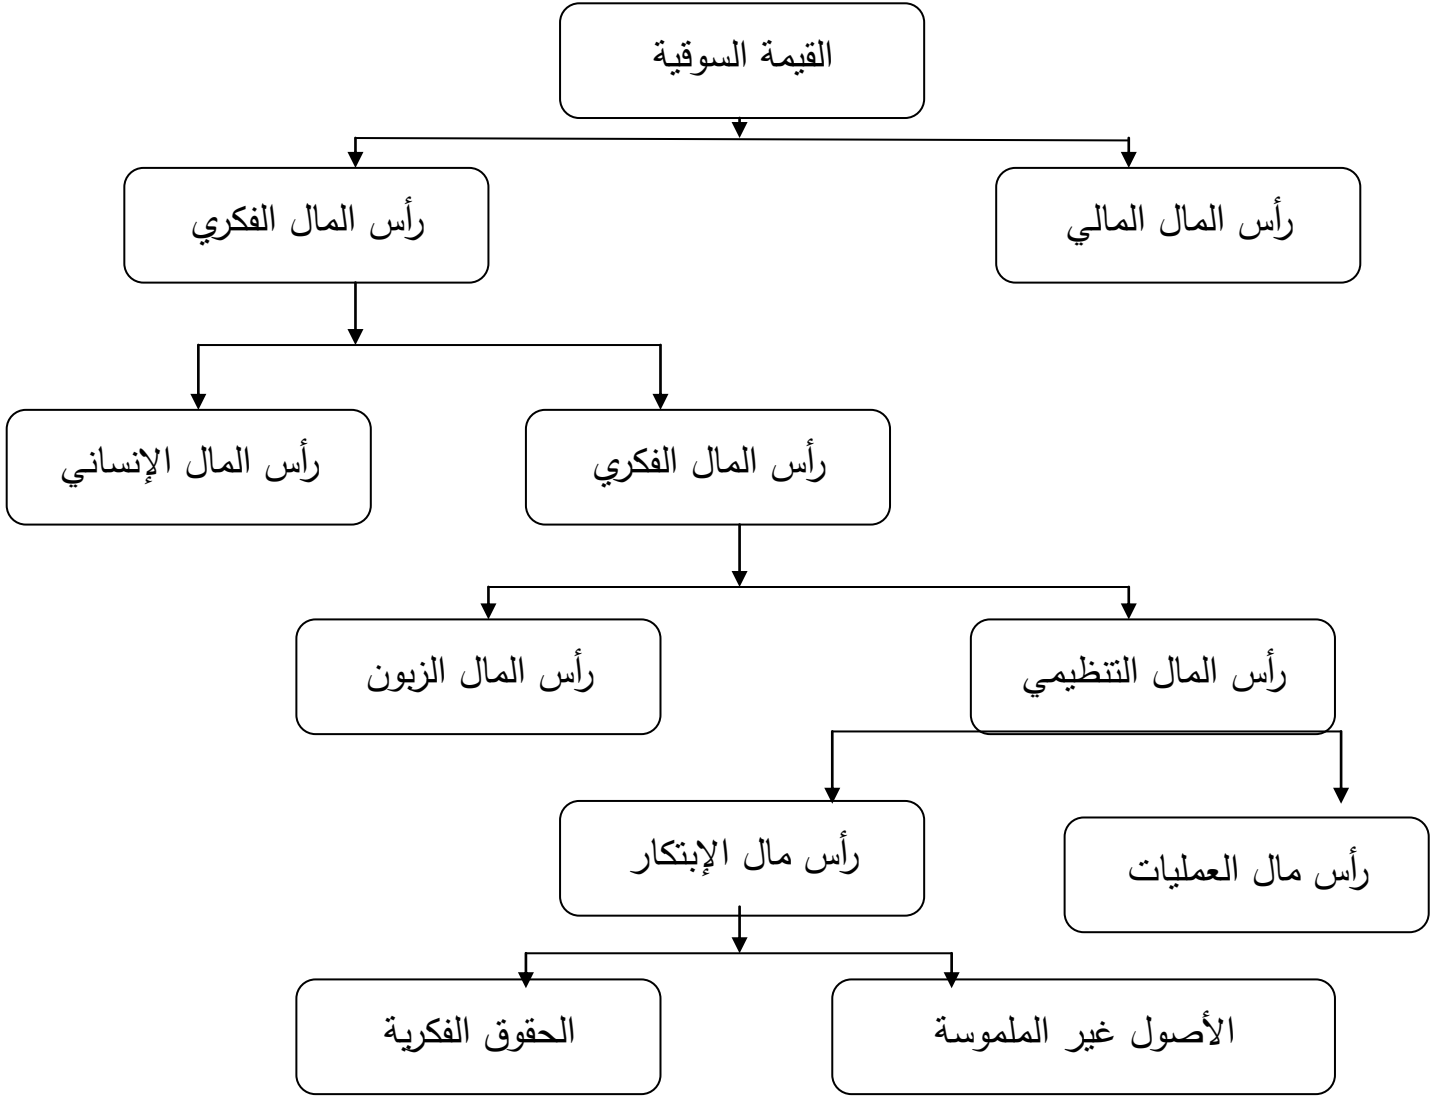 القيمة السوقية
رأس المال المالي
رأس المال الفكري
رأس المال الفكري
رأس المال الإنساني
رأس المال التنظيمي
رأس المال الزبون
رأس مال العمليات
رأس مال الإبتكار
الأصول غير الملموسة
الحقوق الفكرية